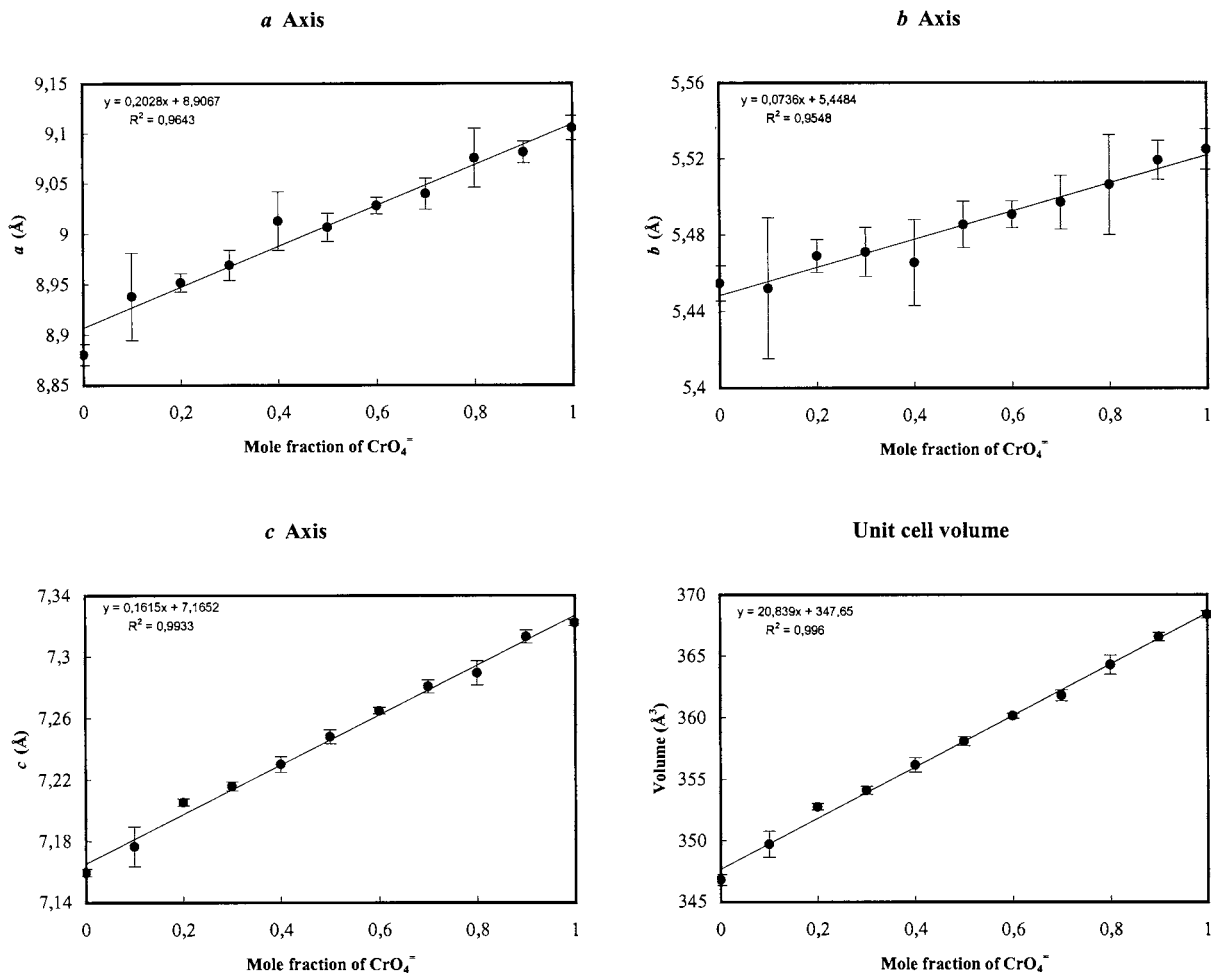 a Axis
y = 0,2028x + 8,9067
R² = 0,9643
9,15
9,1
9,05
9
8,95
8,9
8,85
a (Å)
0 0,2 0,4 0,6 0,8 1
Mole fraction of CrO₄⁼
b Axis
y = 0,0736x + 5,4484
R² = 0,9548
5,56
5,52
5,48
5,44
5,4
b (Å)
0 0,2 0,4 0,6 0,8 1
Mole fraction of CrO₄⁼
c Axis
y = 0,1615x + 7,1652
R² = 0,9933
7,34
7,3
7,26
7,22
7,18
7,14
c (Å)
0 0,2 0,4 0,6 0,8 1
Mole fraction of CrO₄⁼
Unit cell volume
y = 20,839x + 347,65
R² = 0,996
370
365
360
355
350
345
Volume (Å³)
0 0,2 0,4 0,6 0,8 1
Mole fraction of CrO₄⁼